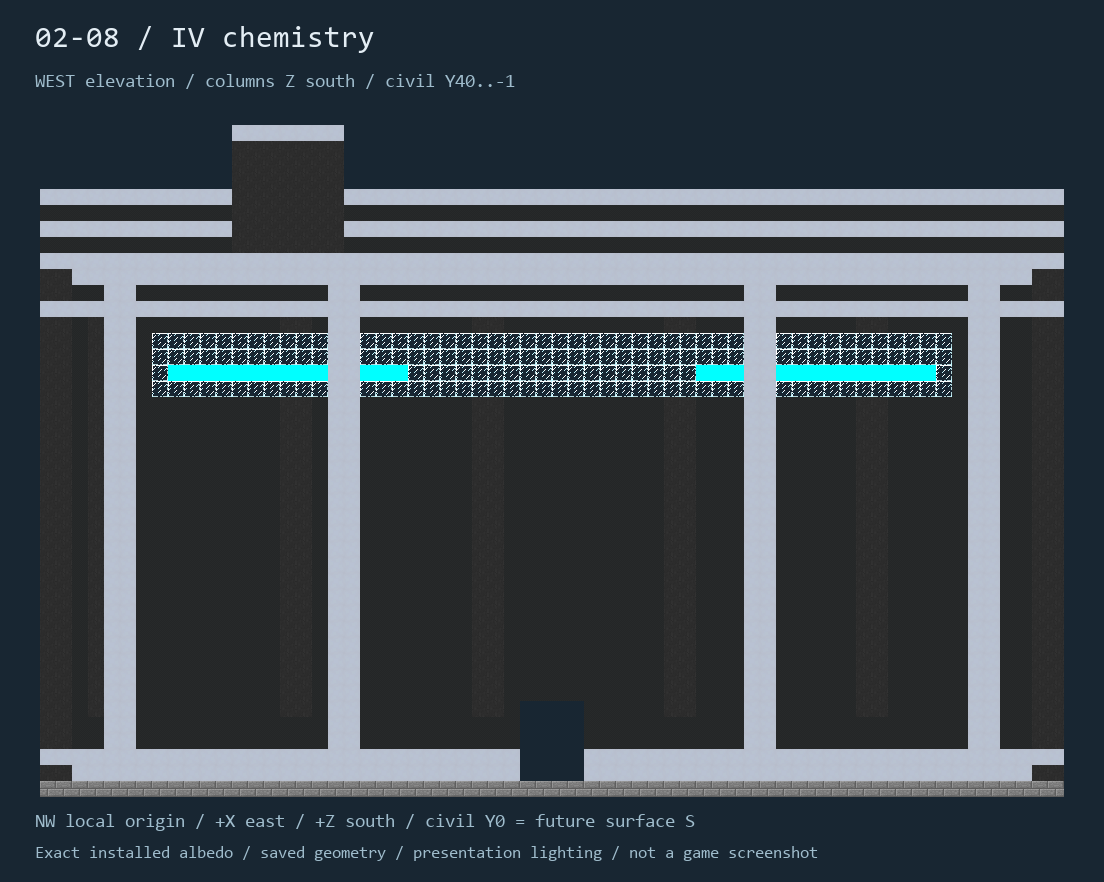 02-08 / IV chemistry
WEST elevation / columns Z south / civil Y40..-1
NW local origin / +X east / +Z south / civil Y0 = future surface S
Exact installed albedo / saved geometry / presentation lighting / not a game screenshot